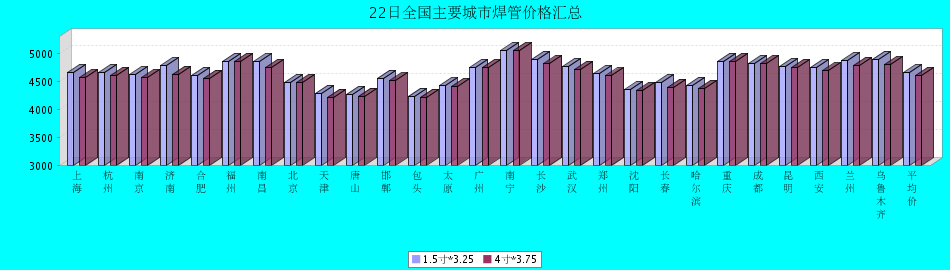 22日全国主要城市焊管价格汇总
5000
4500
4000
3500
3000
上海
杭州
南京
济南
合肥
福州
南昌
北京
天津
唐山
邯郸
包头
太原
广州
南宁
长沙
武汉
郑州
沈阳
长春
哈尔滨
重庆
成都
昆明
西安
兰州
乌鲁木齐
平均价
1.5寸*3.25
4寸*3.75